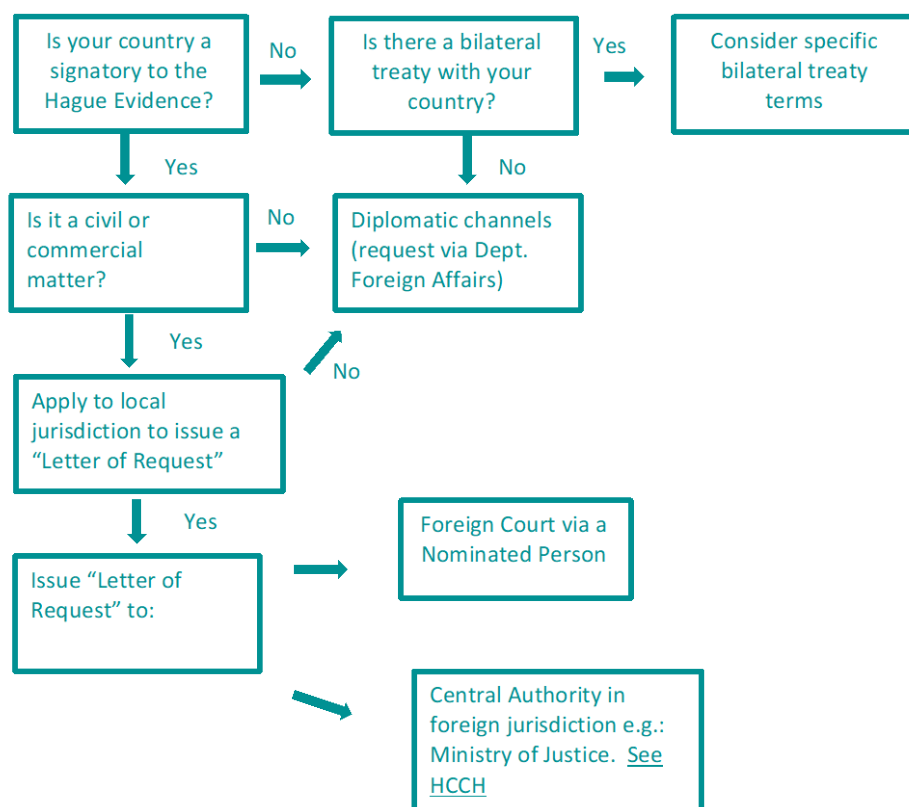 Is your country a
signatory to the
Hague Evidence?
No
Is there a bilateral
treaty with your
country?
Yes
Consider specific
bilateral treaty
terms
Yes
No
Is it a civil or
commercial
matter?
No
Diplomatic channels
(request via Dept.
Foreign Affairs)
Yes
No
Apply to local
jurisdiction to issue a
“Letter of Request”
Yes
Foreign Court via a
Nominated Person
Issue “Letter of
Request” to:
Central Authority in
foreign jurisdiction e.g.:
Ministry of Justice.  See
HCCH